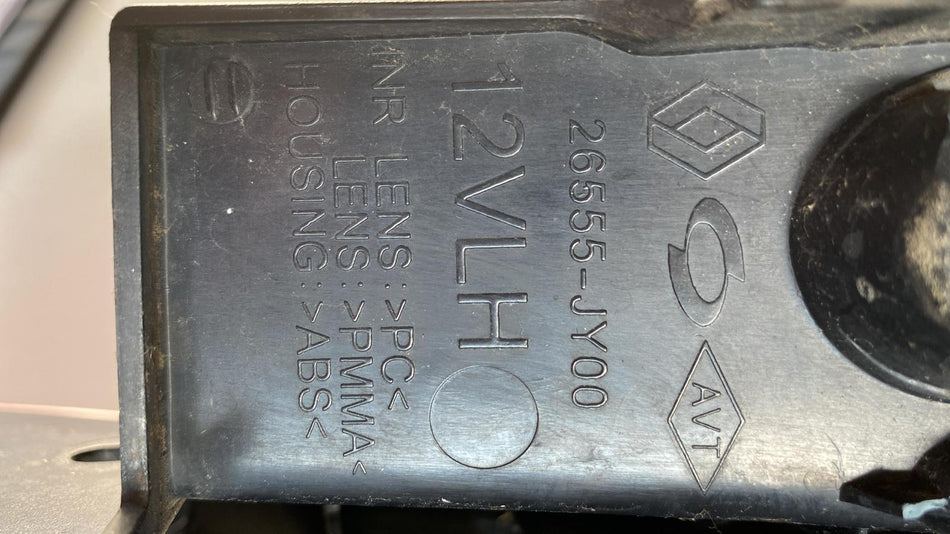 AVT
26555-JY00
12VLH
INR LENS:>PC<
LENS:>PMMA<
HOUSING:>ABS<